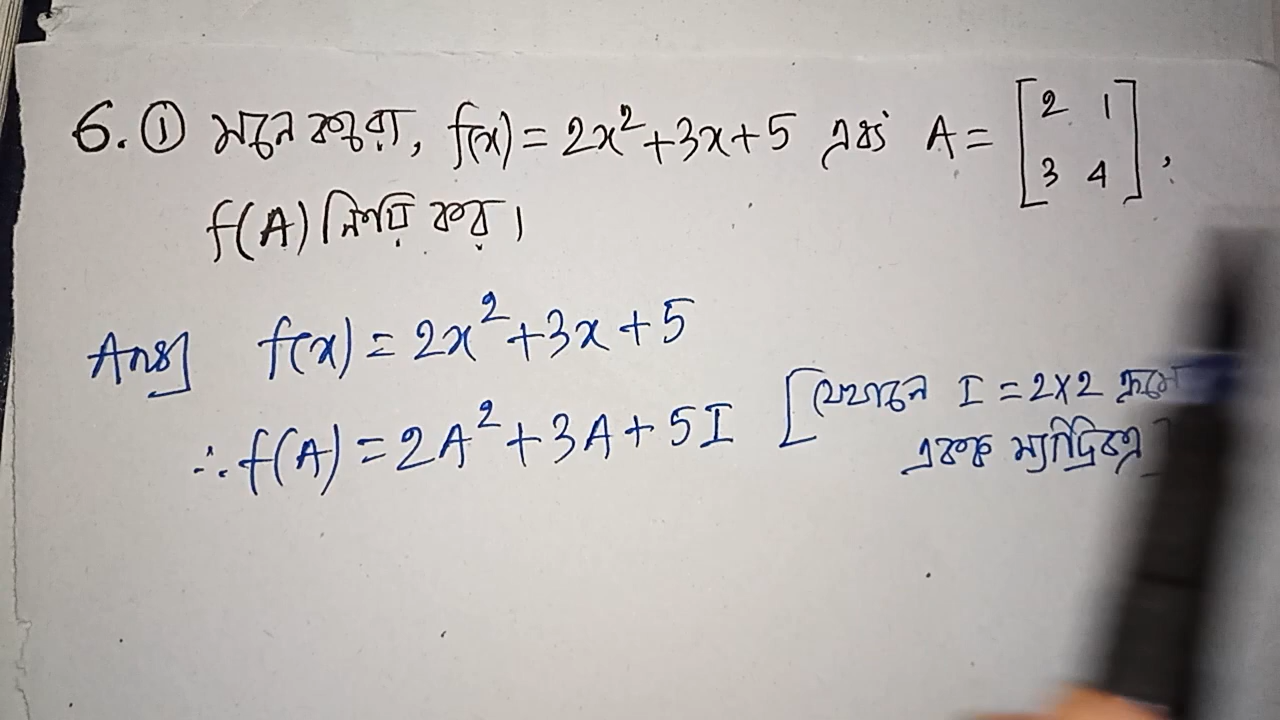 6. ① মনে করো, f(x) = 2x² + 3x + 5 এবং A = [2 1
3 4],
f(A) নির্ণয় কর।
Ans] f(x) = 2x² + 3x + 5
∴ f(A) = 2A² + 3A + 5I [যেখানে I = 2×2 ক্রমের
একক ম্যাট্রিক্স]